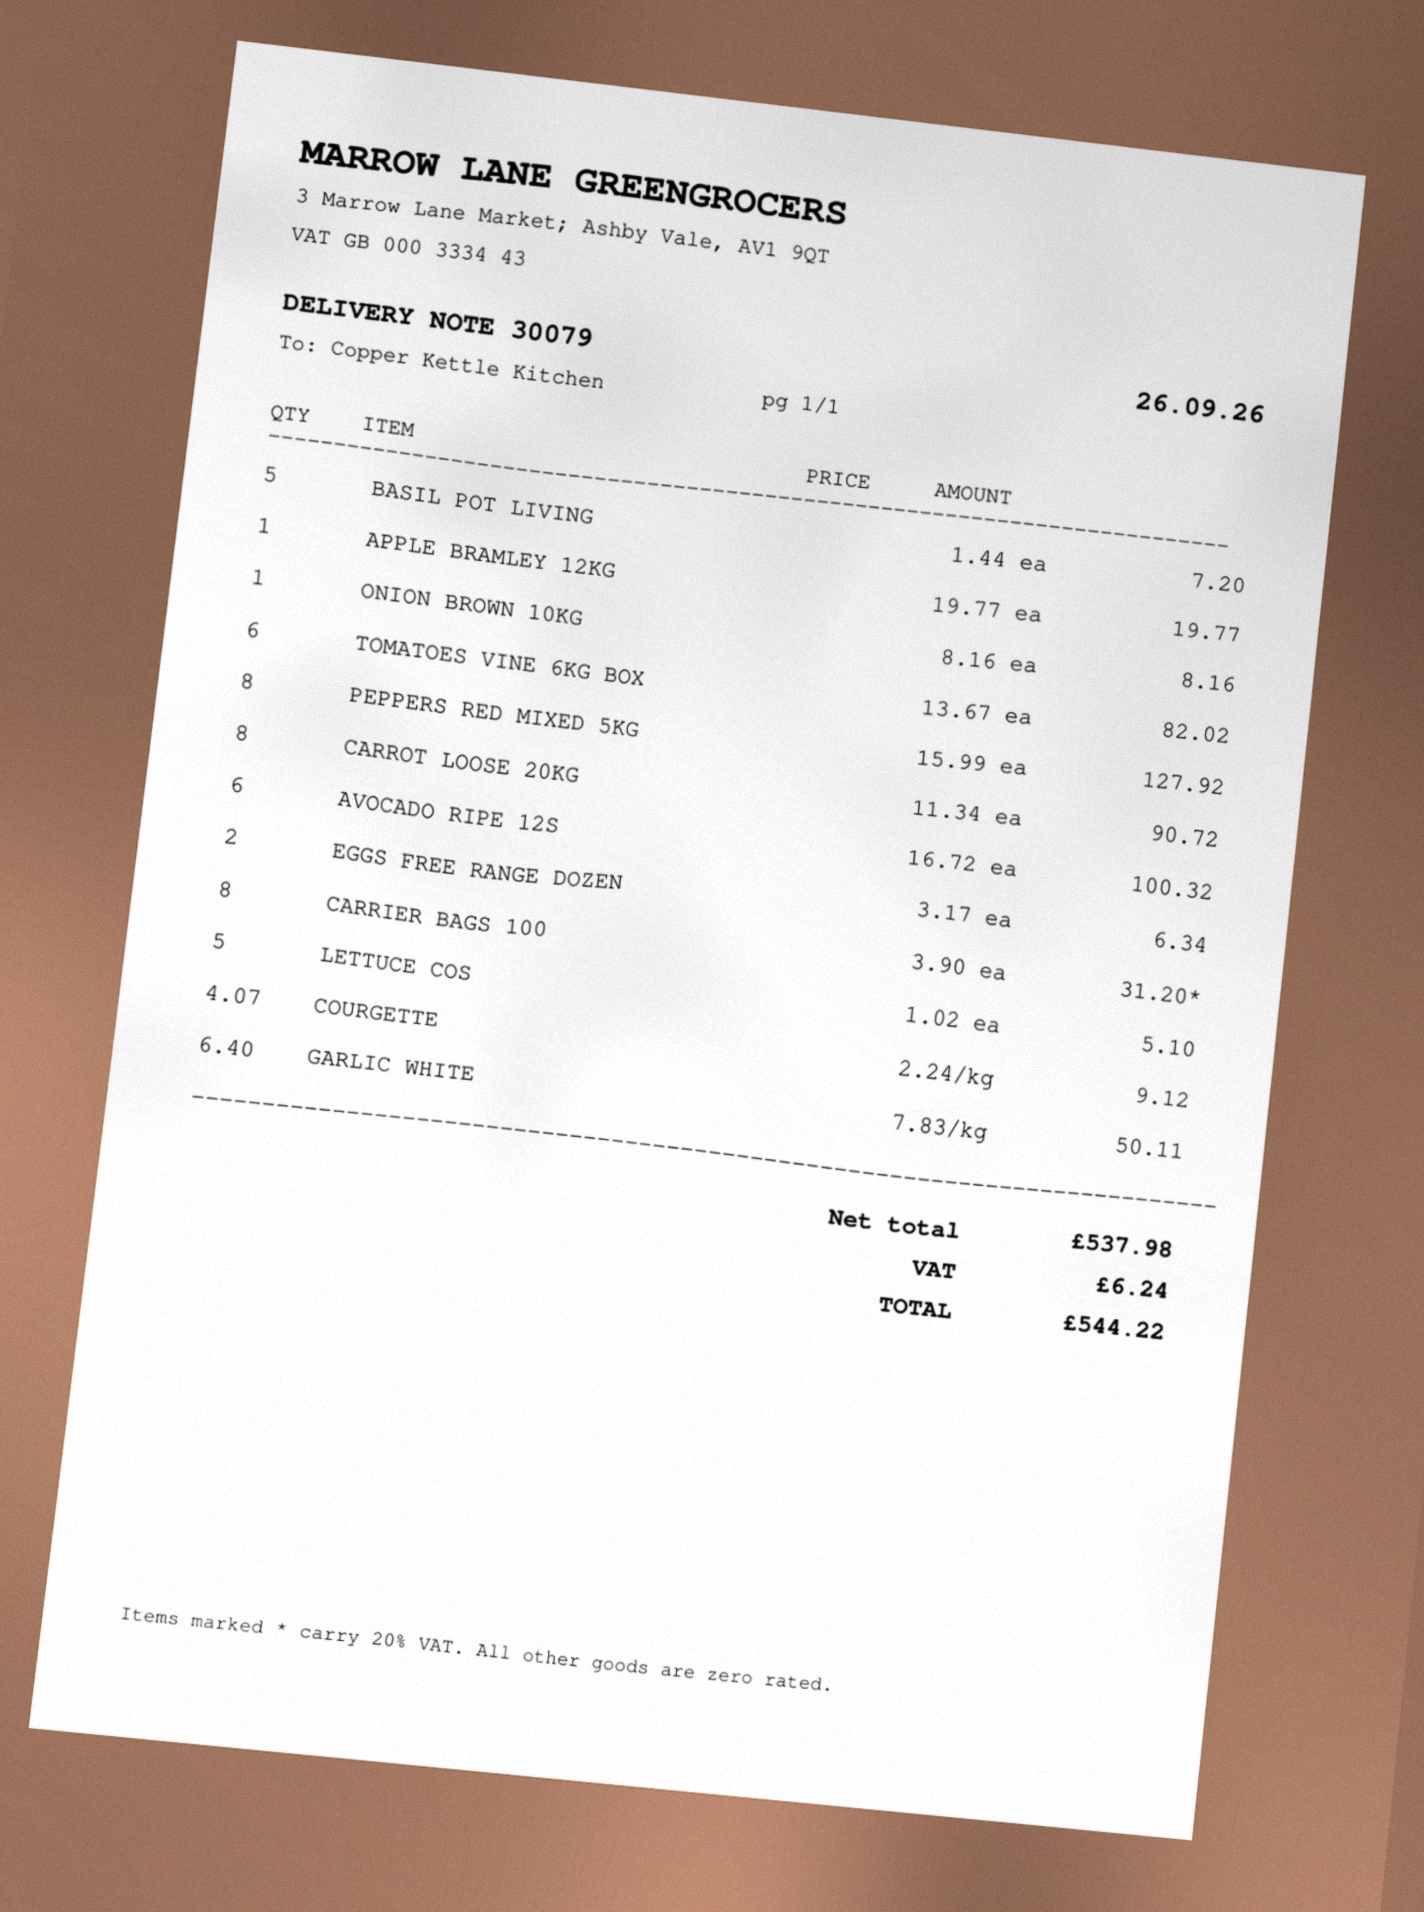 MARROW LANE GREENGROCERS
3 Marrow Lane Market; Ashby Vale, AV1 9QT
VAT GB 000 3334 43
DELIVERY NOTE 30079
To: Copper Kettle Kitchen pg 1/1 26.09.26
QTY ITEM PRICE AMOUNT
5 BASIL POT LIVING 1.44 ea 7.20
1 APPLE BRAMLEY 12KG 19.77 ea 19.77
1 ONION BROWN 10KG 8.16 ea 8.16
6 TOMATOES VINE 6KG BOX 13.67 ea 82.02
8 PEPPERS RED MIXED 5KG 15.99 ea 127.92
8 CARROT LOOSE 20KG 11.34 ea 90.72
6 AVOCADO RIPE 12S 16.72 ea 100.32
2 EGGS FREE RANGE DOZEN 3.17 ea 6.34
8 CARRIER BAGS 100 3.90 ea 31.20*
5 LETTUCE COS 1.02 ea 5.10
4.07 COURGETTE 2.24/kg 9.12
6.40 GARLIC WHITE 7.83/kg 50.11
Net total £537.98
VAT £6.24
TOTAL £544.22
Items marked * carry 20% VAT. All other goods are zero rated.